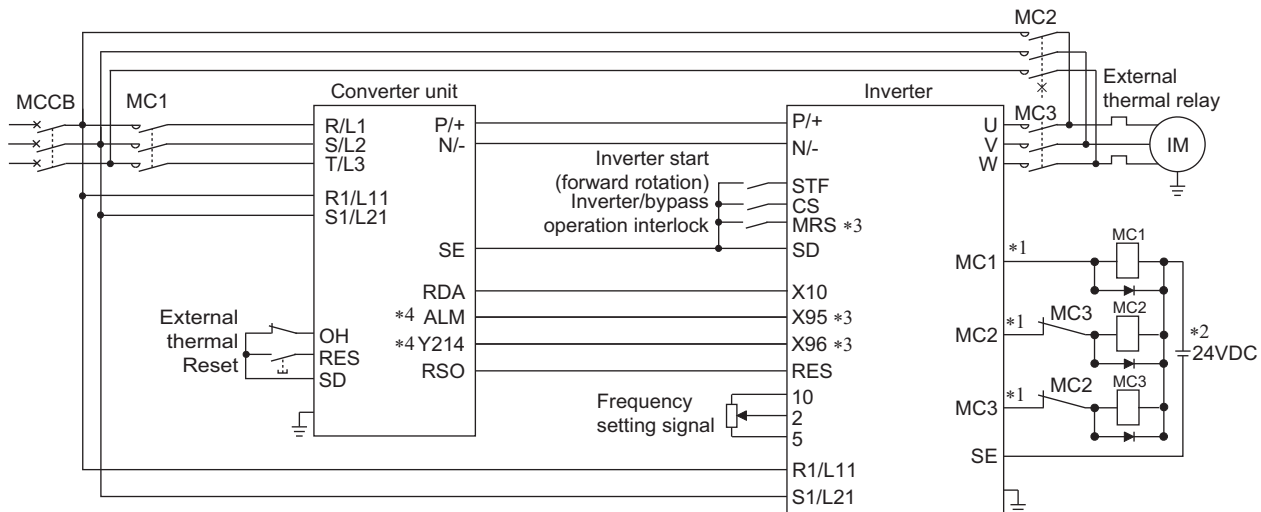 MC2
MCCB
MC1
Converter unit
Inverter
External
thermal relay
R/L1
S/L2
T/L3
R1/L11
S1/L21
P/+
N/-
P/+
N/-
U
V
W
MC3
IM
Inverter start
(forward rotation)
Inverter/bypass
operation interlock
STF
CS
MRS *3
SE
SD
RDA
X10
*4 ALM
X95 *3
*4 Y214
X96 *3
RSO
RES
External
thermal
Reset
OH
RES
SD
Frequency
setting signal
10
2
5
R1/L11
S1/L21
MC1
*1
MC1
MC2
*1
MC3
MC2
*2
24VDC
MC3
*1
MC2
MC3
SE